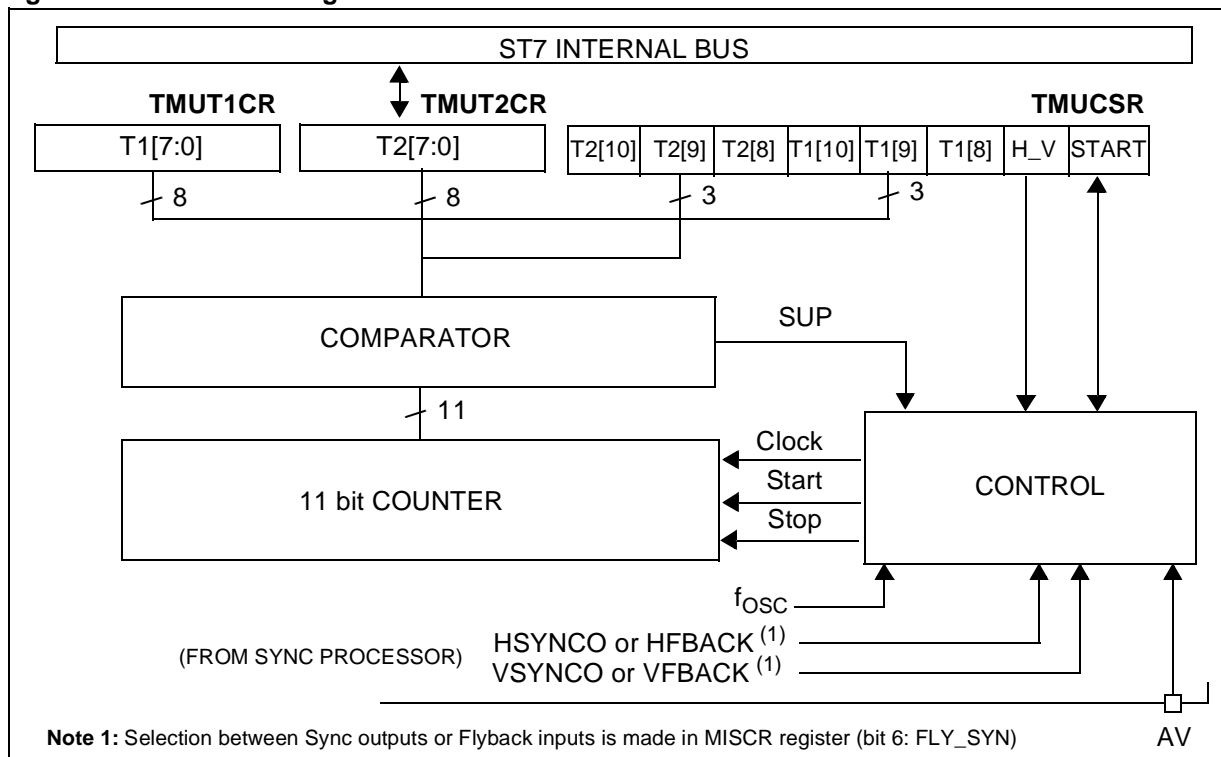 ST7 INTERNAL BUS
TMUT1CR TMUT2CR TMUCSR
T1[7:0] T2[7:0] T2[10] T2[9] T2[8] T1[10] T1[9] T1[8] H_V START
8 8 3 3
COMPARATOR
SUP
11
11 bit COUNTER
Clock
Start
Stop
CONTROL
fOSC
(FROM SYNC PROCESSOR)
HSYNCO or HFBACK (1)
VSYNCO or VFBACK (1)
AV
Note 1: Selection between Sync outputs or Flyback inputs is made in MISCR register (bit 6: FLY_SYN)